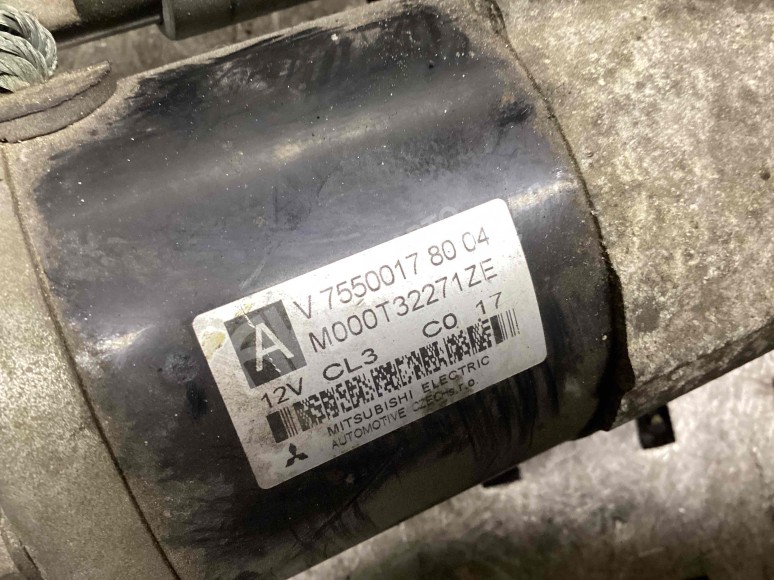 A
V 7550017 80 04
M000T32271ZE
12V CL3 C0 17
MITSUBISHI ELECTRIC
AUTOMOTIVE CZECH s.r.o.